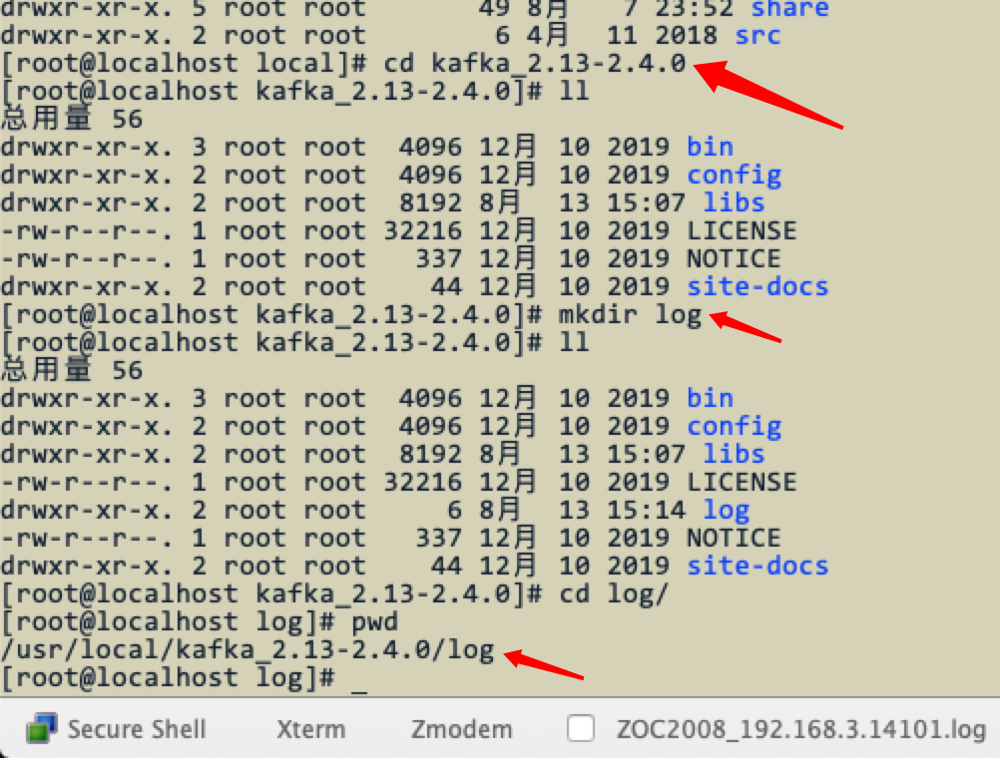 drwxr-xr-x. 5 root root 49 8月 7 23:52 share
drwxr-xr-x. 2 root root 6 4月 11 2018 src
[root@localhost local]# cd kafka_2.13-2.4.0
[root@localhost kafka_2.13-2.4.0]# ll
总用量 56
drwxr-xr-x. 3 root root 4096 12月 10 2019 bin
drwxr-xr-x. 2 root root 4096 12月 10 2019 config
drwxr-xr-x. 2 root root 8192 8月 13 15:07 libs
-rw-r--r--. 1 root root 32216 12月 10 2019 LICENSE
-rw-r--r--. 1 root root 337 12月 10 2019 NOTICE
drwxr-xr-x. 2 root root 44 12月 10 2019 site-docs
[root@localhost kafka_2.13-2.4.0]# mkdir log
[root@localhost kafka_2.13-2.4.0]# ll
总用量 56
drwxr-xr-x. 3 root root 4096 12月 10 2019 bin
drwxr-xr-x. 2 root root 4096 12月 10 2019 config
drwxr-xr-x. 2 root root 8192 8月 13 15:07 libs
-rw-r--r--. 1 root root 32216 12月 10 2019 LICENSE
drwxr-xr-x. 2 root root 6 8月 13 15:14 log
-rw-r--r--. 1 root root 337 12月 10 2019 NOTICE
drwxr-xr-x. 2 root root 44 12月 10 2019 site-docs
[root@localhost kafka_2.13-2.4.0]# cd log/
[root@localhost log]# pwd
/usr/local/kafka_2.13-2.4.0/log
[root@localhost log]# _
Secure Shell Xterm Zmodem ZOC2008_192.168.3.14101.log